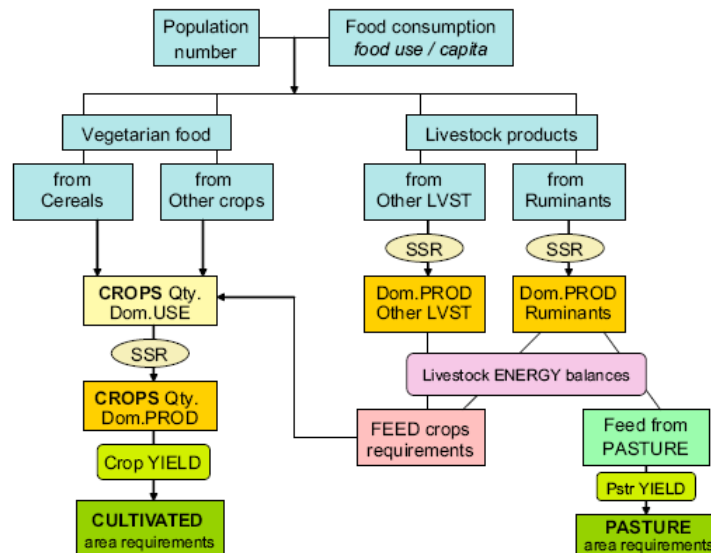 Population
number
Food consumption
food use / capita
Vegetarian food
Livestock products
from
Cereals
from
Other crops
from
Other LVST
from
Ruminants
SSR
SSR
CROPS Qty.
Dom.USE
Dom.PROD
Other LVST
Dom.PROD
Ruminants
SSR
Livestock ENERGY balances
CROPS Qty.
Dom.PROD
FEED crops
requirements
Feed from
PASTURE
Crop YIELD
Pstr YIELD
CULTIVATED
area requirements
PASTURE
area requirements